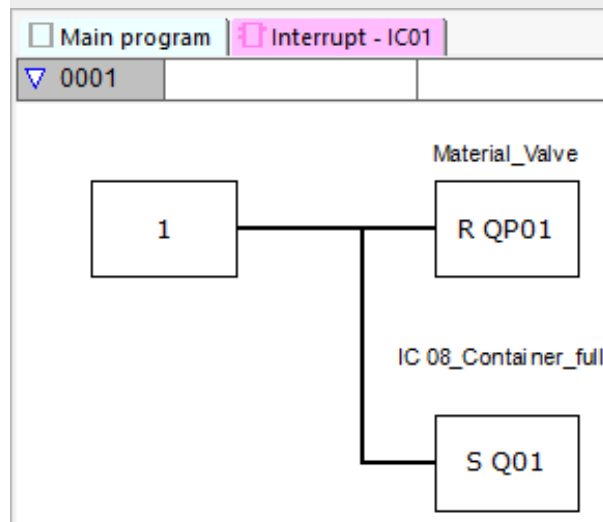 Main program
Interrupt - IC01
0001
Material_Valve
1
R QP01
IC 08_Container_full
S Q01